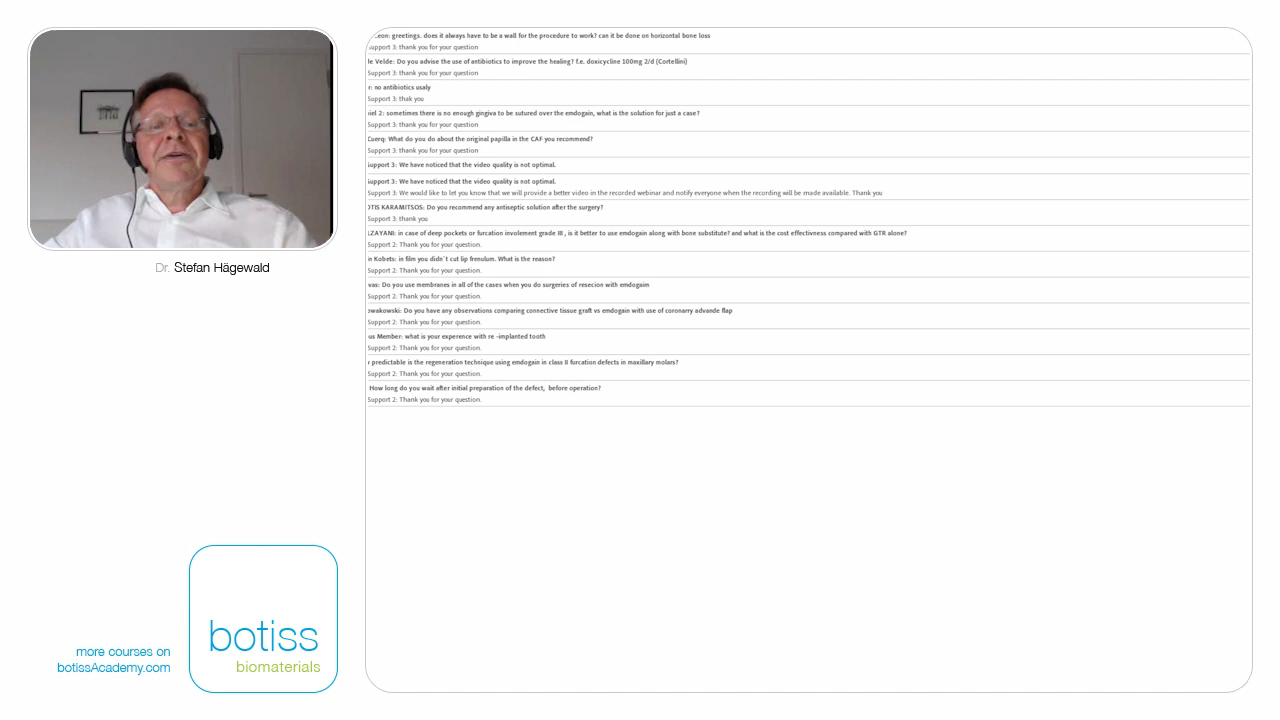 Leon: greetings. does it always have to be a wall for the procedure to work? can it be done on horizontal bone loss
Support 3: thank you for your question
le Velde: Do you advise the use of antibiotics to improve the healing? f.e. doxicycline 100mg 2/d (Cortellini)
Support 3: thank you for your question
r: no antibiotics usaly
Support 3: thak you
iel 2: sometimes there is no enough gingiva to be sutured over the emdogain, what is the solution for just a case?
Support 3: thank you for your question
Cuerq: What do you do about the original papilla in the CAF you recommend?
Support 3: thank you for your question
Support 3: We have noticed that the video quality is not optimal.
Support 3: We have noticed that the video quality is not optimal.
Support 3: We would like to let you know that we will provide a better video in the recorded webinar and notify everyone when the recording will be made available. Thank you
OTIS KARAMITSOS: Do you recommend any antiseptic solution after the surgery?
Support 3: thank you
LZAYANI: in case of deep pockets or furcation involement grade III , is it better to use emdogain along with bone substitute? and what is the cost effectivness compared with GTR alone?
Support 2: Thank you for your question.
in Kobets: in film you didn`t cut lip frenulum. What is the reason?
Support 2: Thank you for your question.
vas: Do you use membranes in all of the cases when you do surgeries of resecion with emdogaim
Support 2: Thank you for your question.
owakowski: Do you have any observations comparing connective tissue graft vs emdogain with use of coronarry advande flap
Support 2: Thank you for your question.
us Member: what is your experence with re -implanted tooth
Support 2: Thank you for your question.
r predictable is the regeneration technique using emdogain in class II furcation defects in maxillary molars?
Support 2: Thank you for your question.
How long do you wait after initial preparation of the defect, before operation?
Support 2: Thank you for your question.
Dr. Stefan Hägewald
botiss
biomaterials
more courses on
botissAcademy.com